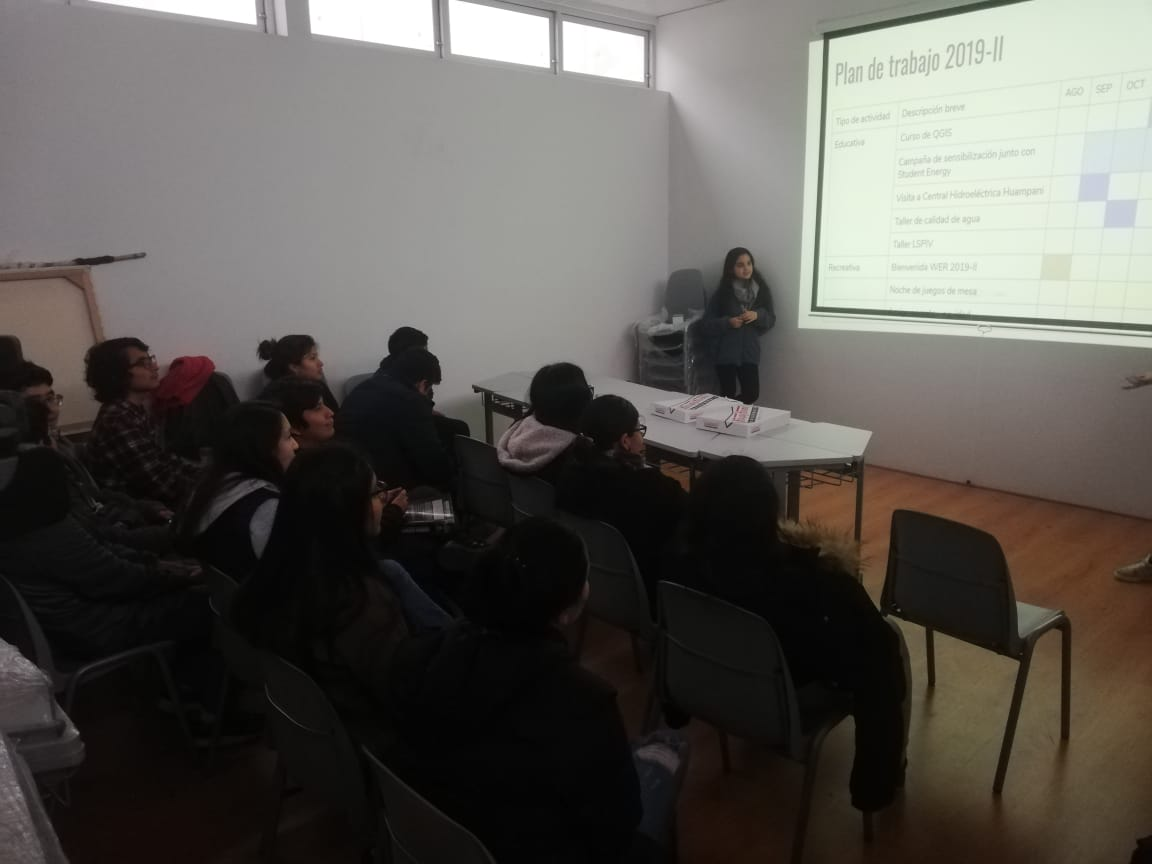 Plan de trabajo 2019-II
Tipo de actividad Descripción breve AGO SEP OCT
Educativa Curso de QGIS
Campaña de sensibilización junto con
Student Energy
Visita a Central Hidroeléctrica Huampani
Taller de calidad de agua
Taller LSPIV
Recreativa Bienvenida WER 2019-II
Noche de juegos de mesa